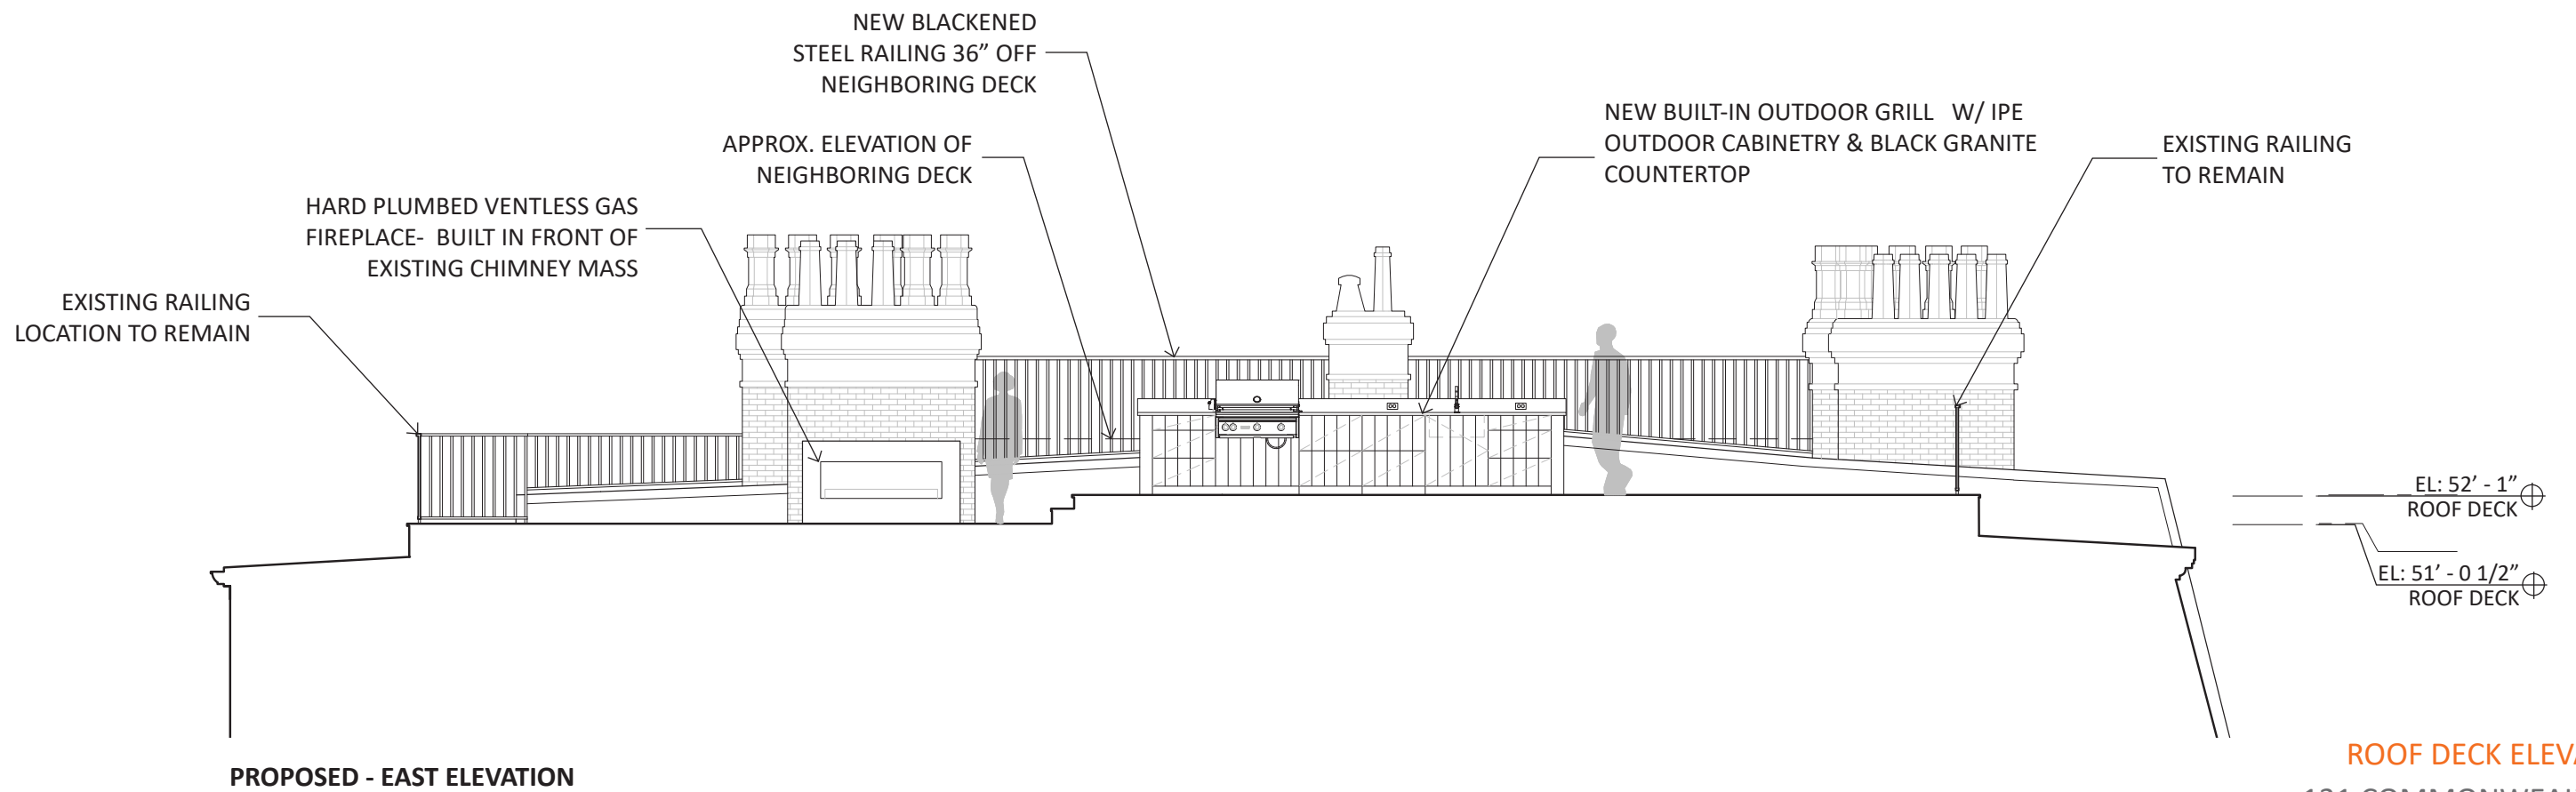 NEW BLACKENED
STEEL RAILING 36” OFF
NEIGHBORING DECK
APPROX. ELEVATION OF
NEIGHBORING DECK
HARD PLUMBED VENTLESS GAS
FIREPLACE- BUILT IN FRONT OF
EXISTING CHIMNEY MASS
EXISTING RAILING
LOCATION TO REMAIN
NEW BUILT-IN OUTDOOR GRILL W/ IPE
OUTDOOR CABINETRY & BLACK GRANITE
COUNTERTOP
EXISTING RAILING
TO REMAIN
EL: 52’ - 1”
ROOF DECK
EL: 51’ - 0 1/2”
ROOF DECK
PROPOSED - EAST ELEVATION
ROOF DECK